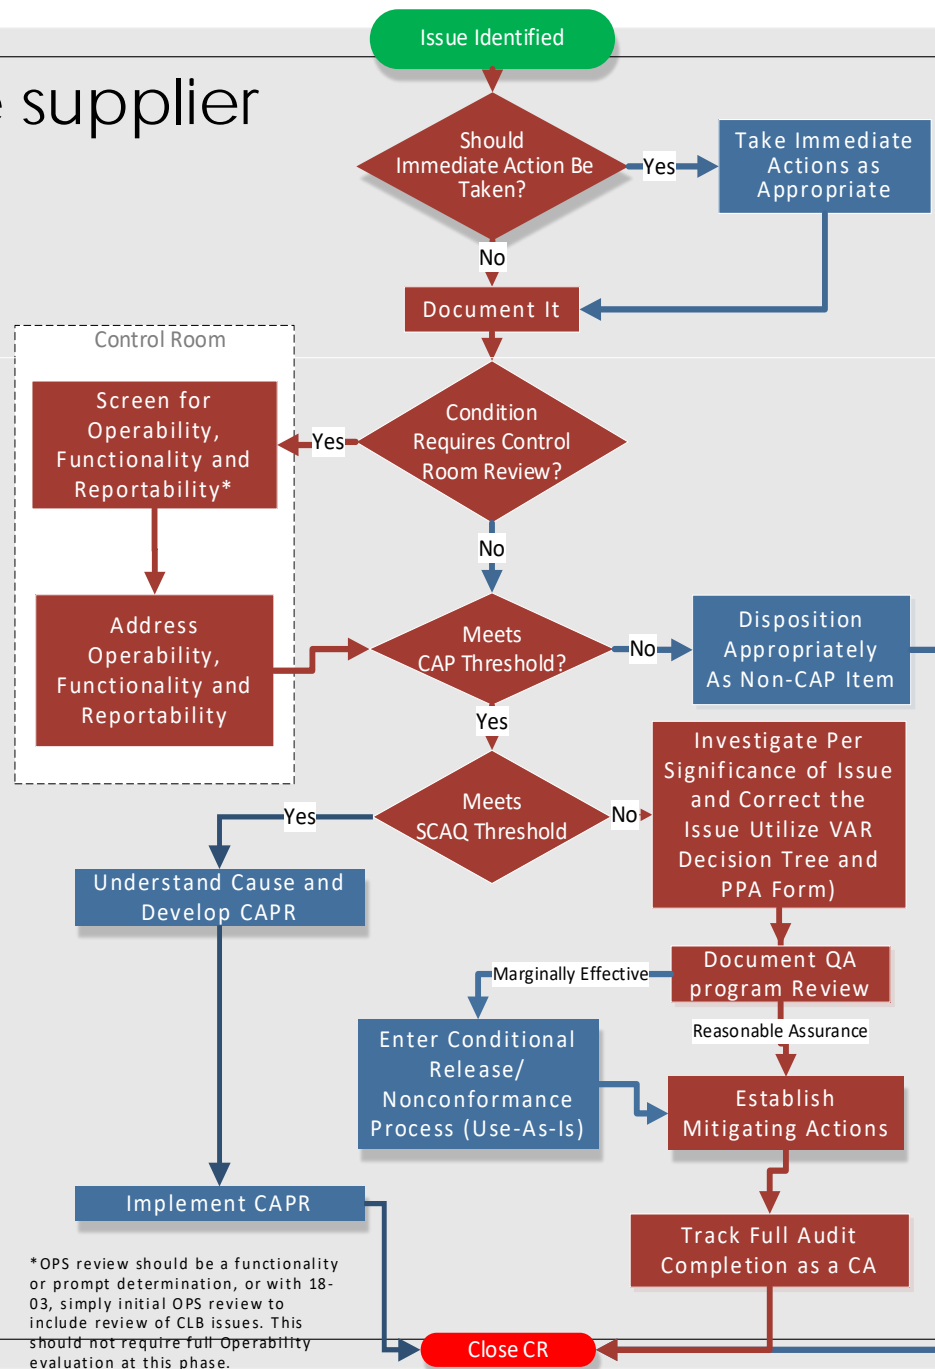 Issue Identified
e supplier
Should
Immediate Action Be
Taken?
Yes
Take Immediate
Actions as
Appropriate
No
Document It
Control Room
Screen for
Operability,
Functionality and
Reportability*
Yes
Condition
Requires Control
Room Review?
No
Address
Operability,
Functionality and
Reportability
Meets
CAP Threshold?
No
Disposition
Appropriately
As Non-CAP Item
Yes
Meets
SCAQ Threshold
Yes
No
Investigate Per
Significance of Issue
and Correct the
Issue Utilize VAR
Decision Tree and
PPA Form)
Understand Cause and
Develop CAPR
Document QA
program Review
Marginally Effective
Reasonable Assurance
Enter Conditional
Release/
Nonconformance
Process (Use-As-Is)
Establish
Mitigating Actions
Implement CAPR
Track Full Audit
Completion as a CA
*OPS review should be a functionality
or prompt determination, or with 18-
03, simply initial OPS review to
include review of CLB issues. This
should not require full Operability
evaluation at this phase.
Close CR